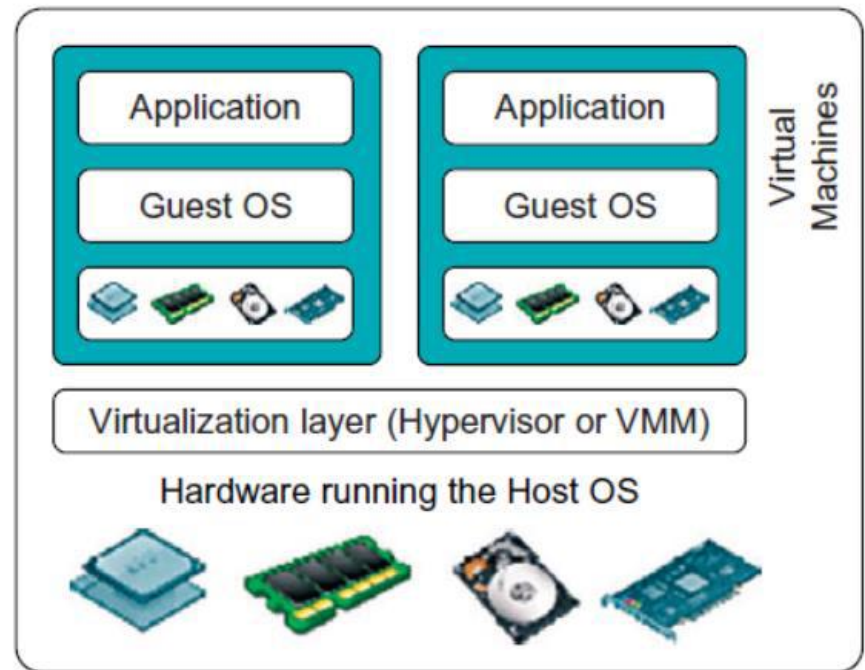 Application
Guest OS
Application
Guest OS
Virtual
Machines
Virtualization layer (Hypervisor or VMM)
Hardware running the Host OS